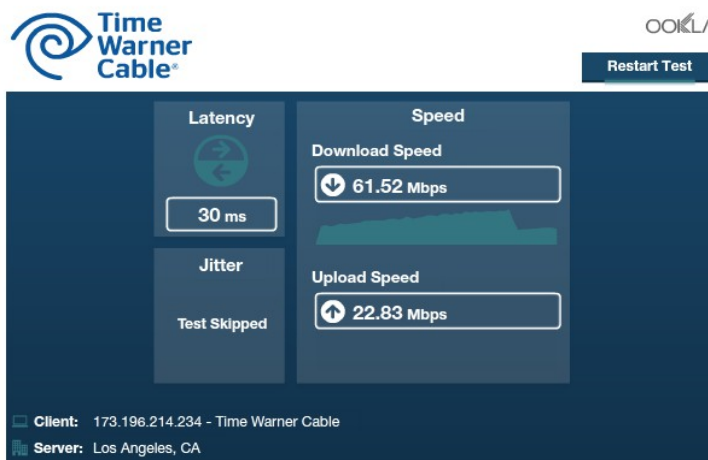 Time
Warner
Cable®
OOKLA
Restart Test
Latency
30 ms
Jitter
Test Skipped
Speed
Download Speed
61.52 Mbps
Upload Speed
22.83 Mbps
Client: 173.196.214.234 - Time Warner Cable
Server: Los Angeles, CA